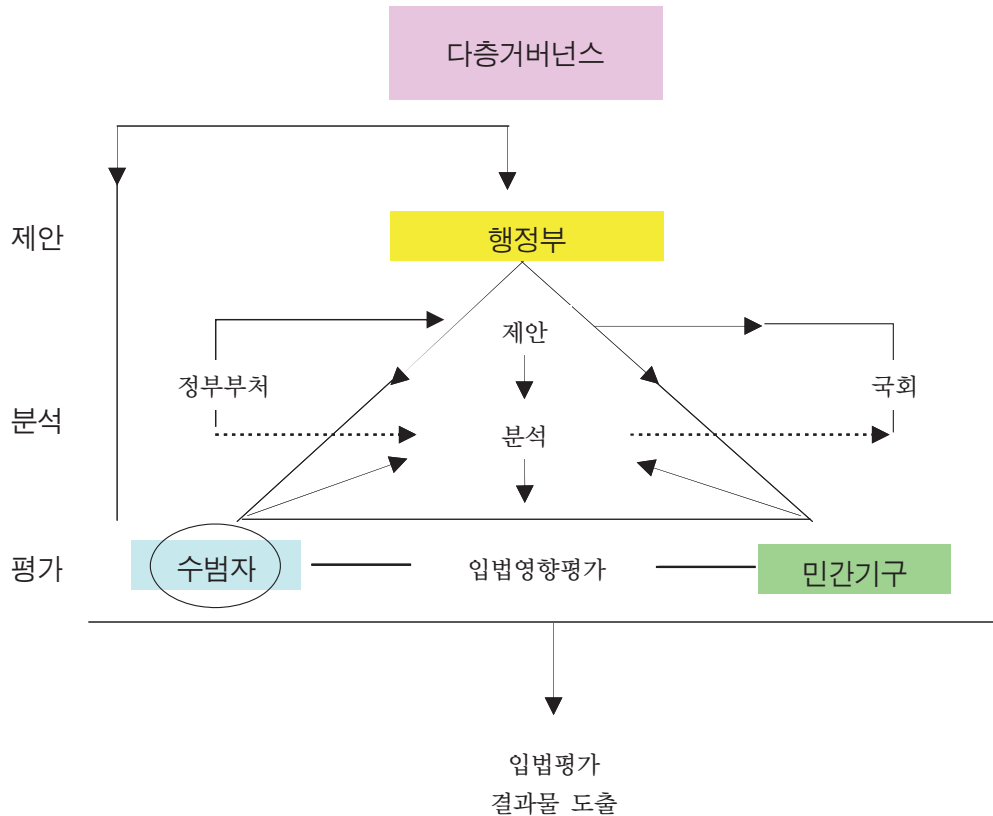 다층거버넌스
제안
행정부
제안
정부부처
국회
분석
분석
평가
수범자
입법영향평가
민간기구
입법평가
결과물 도출